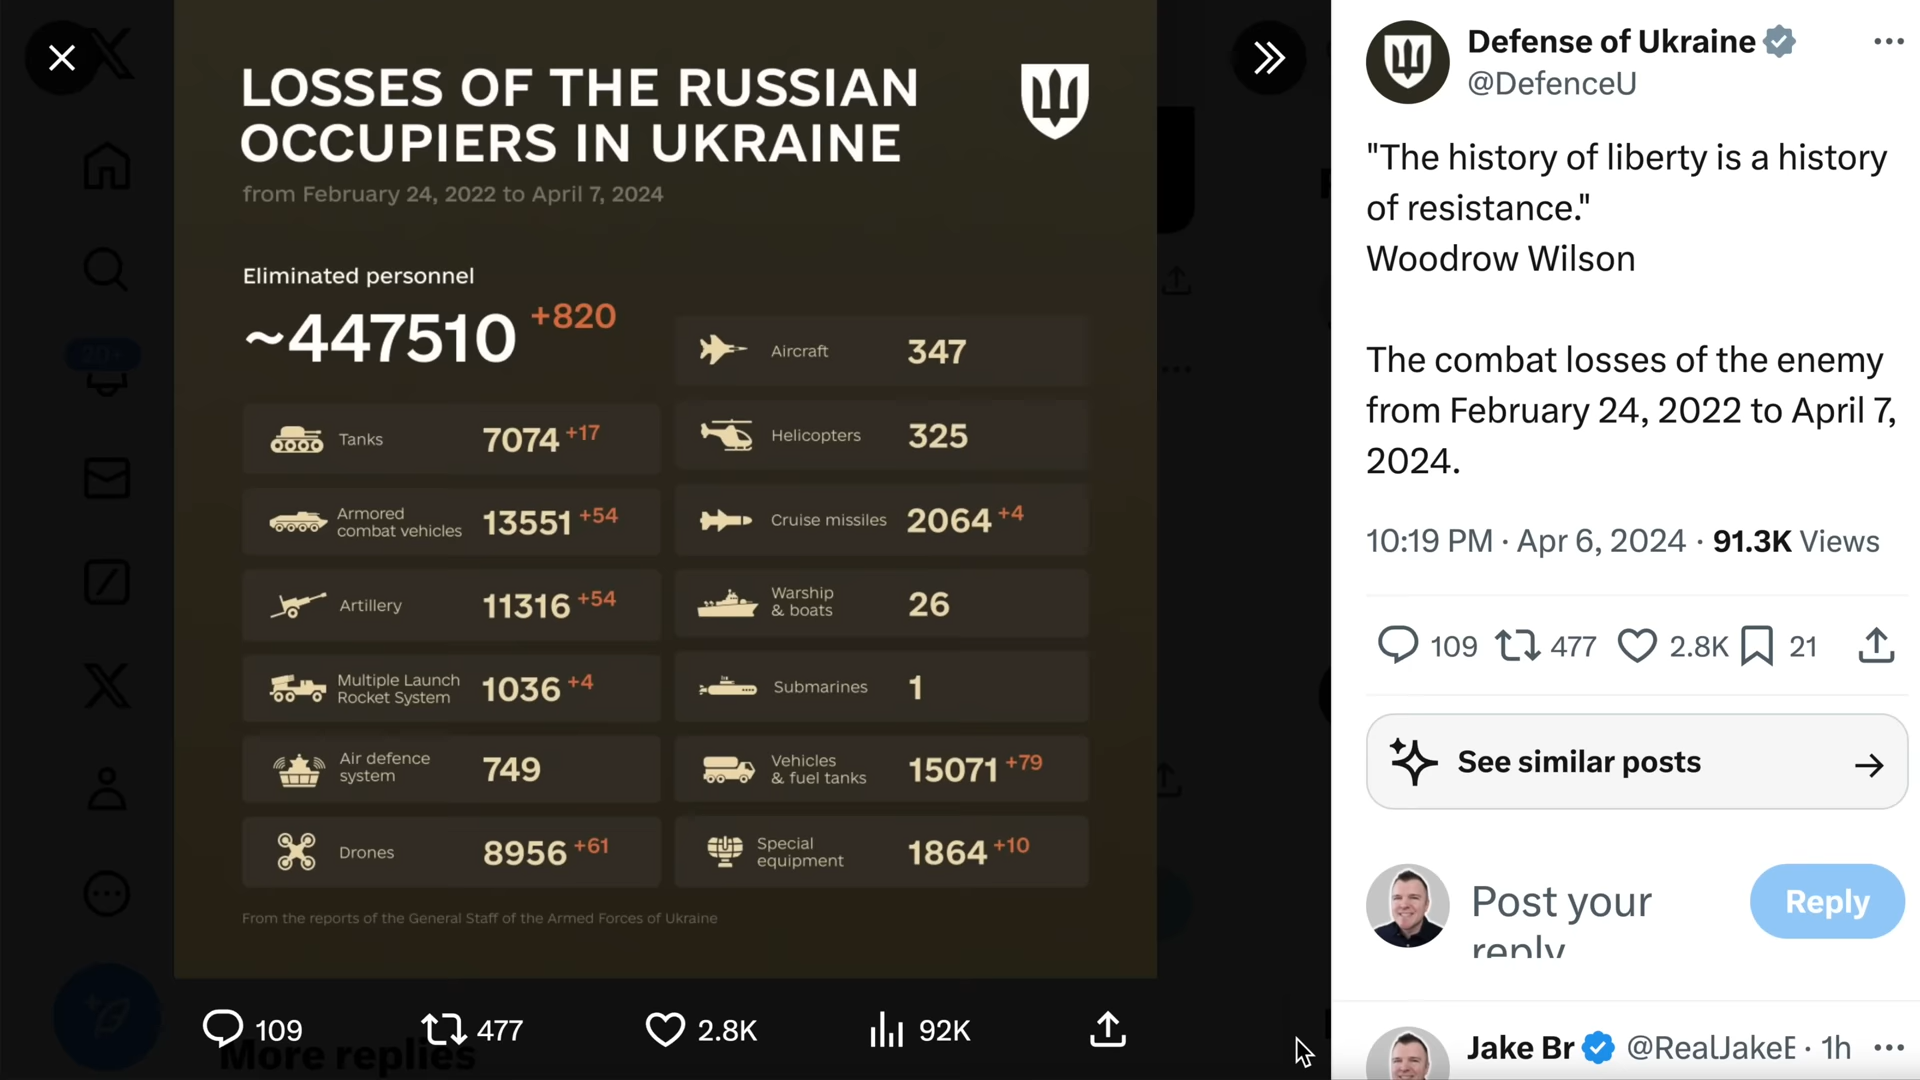 LOSSES OF THE RUSSIAN
OCCUPIERS IN UKRAINE
from February 24, 2022 to April 7, 2024
Eliminated personnel
~447510 +820
Tanks 7074 +17
Armored
combat vehicles 13551 +54
Artillery 11316 +54
Multiple Launch
Rocket System 1036 +4
Air defence
system 749
Drones 8956 +61
Aircraft 347
Helicopters 325
Cruise missiles 2064 +4
Warship
& boats 26
Submarines 1
Vehicles
& fuel tanks 15071 +79
Special
equipment 1864 +10
From the reports of the General Staff of the Armed Forces of Ukraine
109 477 2.8K 92K
More replies
20+
Defense of Ukraine
@DefenceU
"The history of liberty is a history
of resistance."
Woodrow Wilson
The combat losses of the enemy
from February 24, 2022 to April 7,
2024.
10:19 PM · Apr 6, 2024 · 91.3K Views
109 477 2.8K 21
See similar posts
Post your
reply
Reply
Jake Br @RealJakeE · 1h